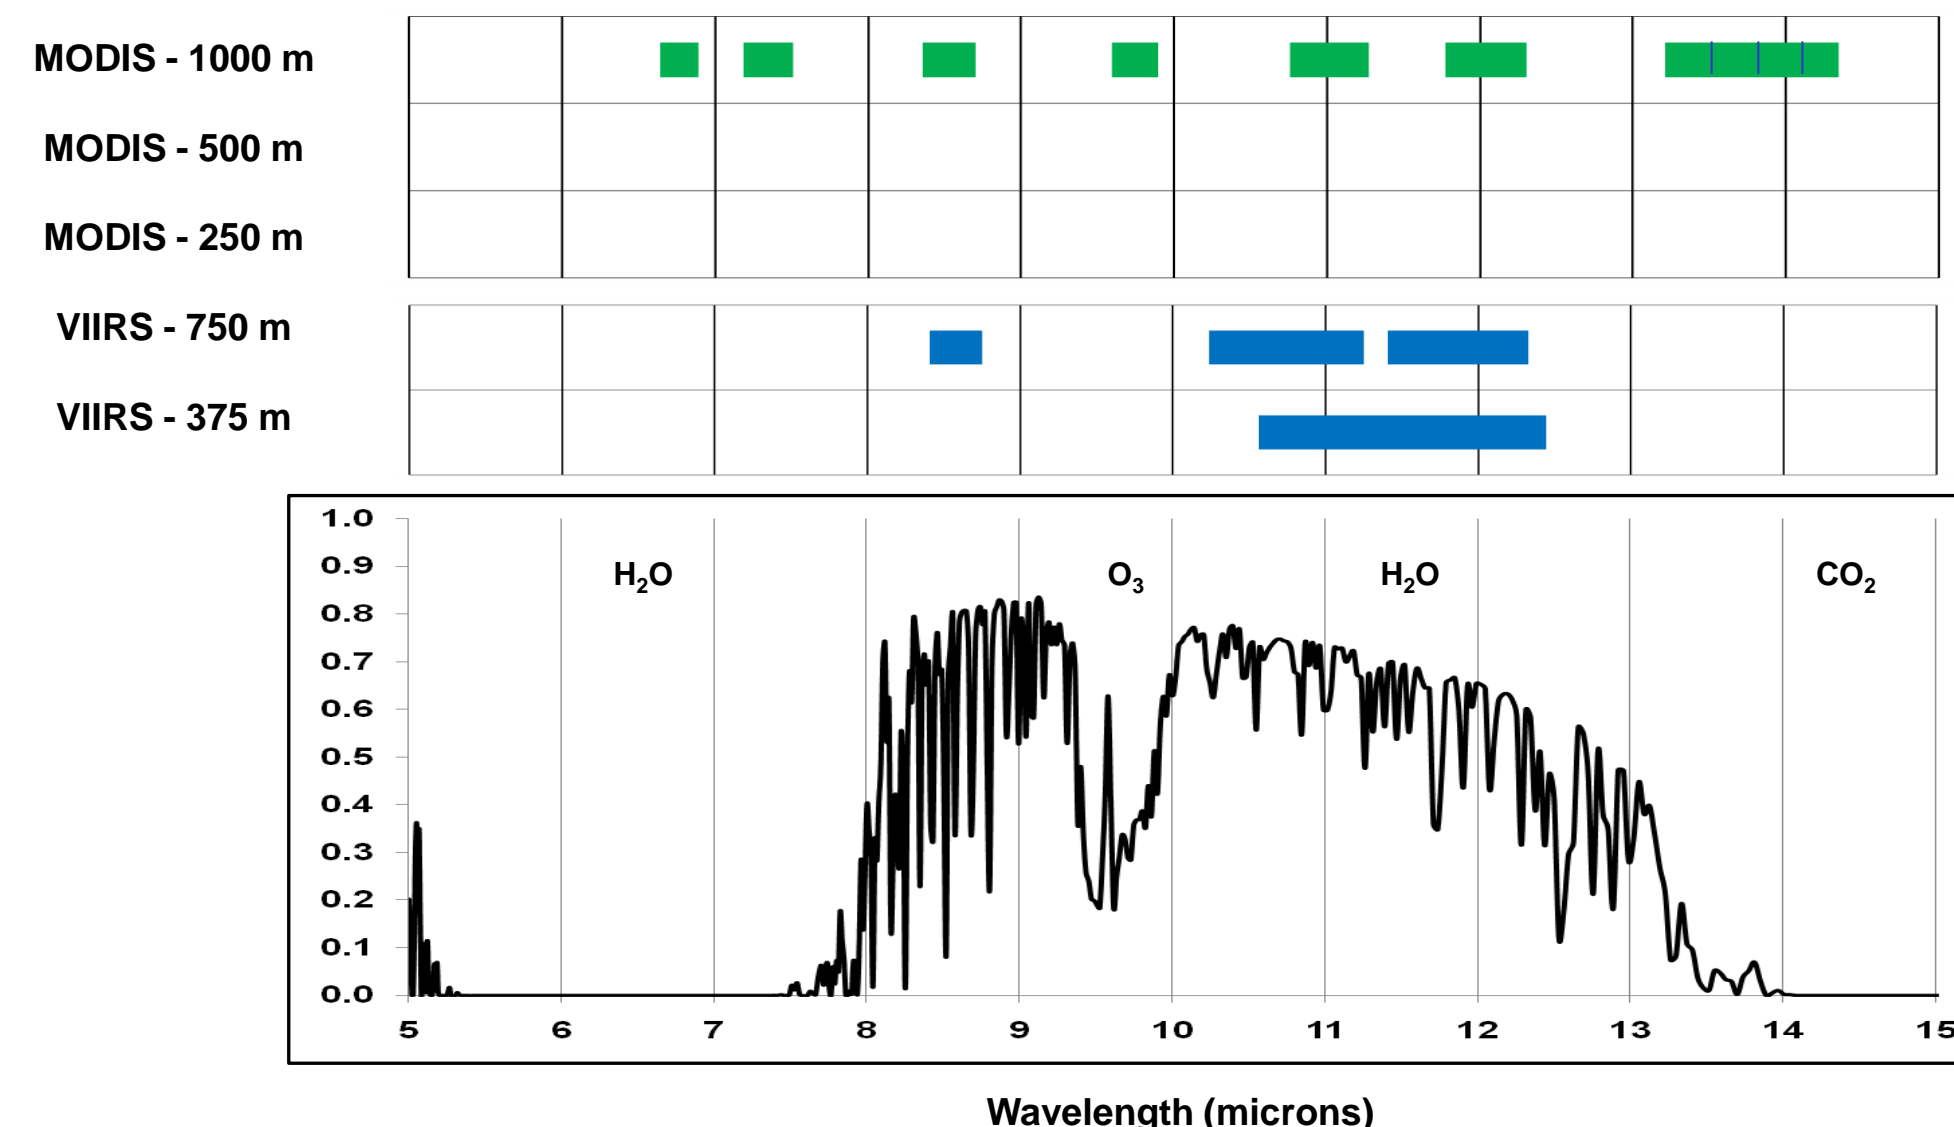 MODIS - 1000 m
MODIS - 500 m
MODIS - 250 m
VIIRS - 750 m
VIIRS - 375 m
1.0
0.9
0.8
0.7
0.6
0.5
0.4
0.3
0.2
0.1
0.0
H₂O O₃ H₂O CO₂
5 6 7 8 9 10 11 12 13 14 15
Wavelength (microns)